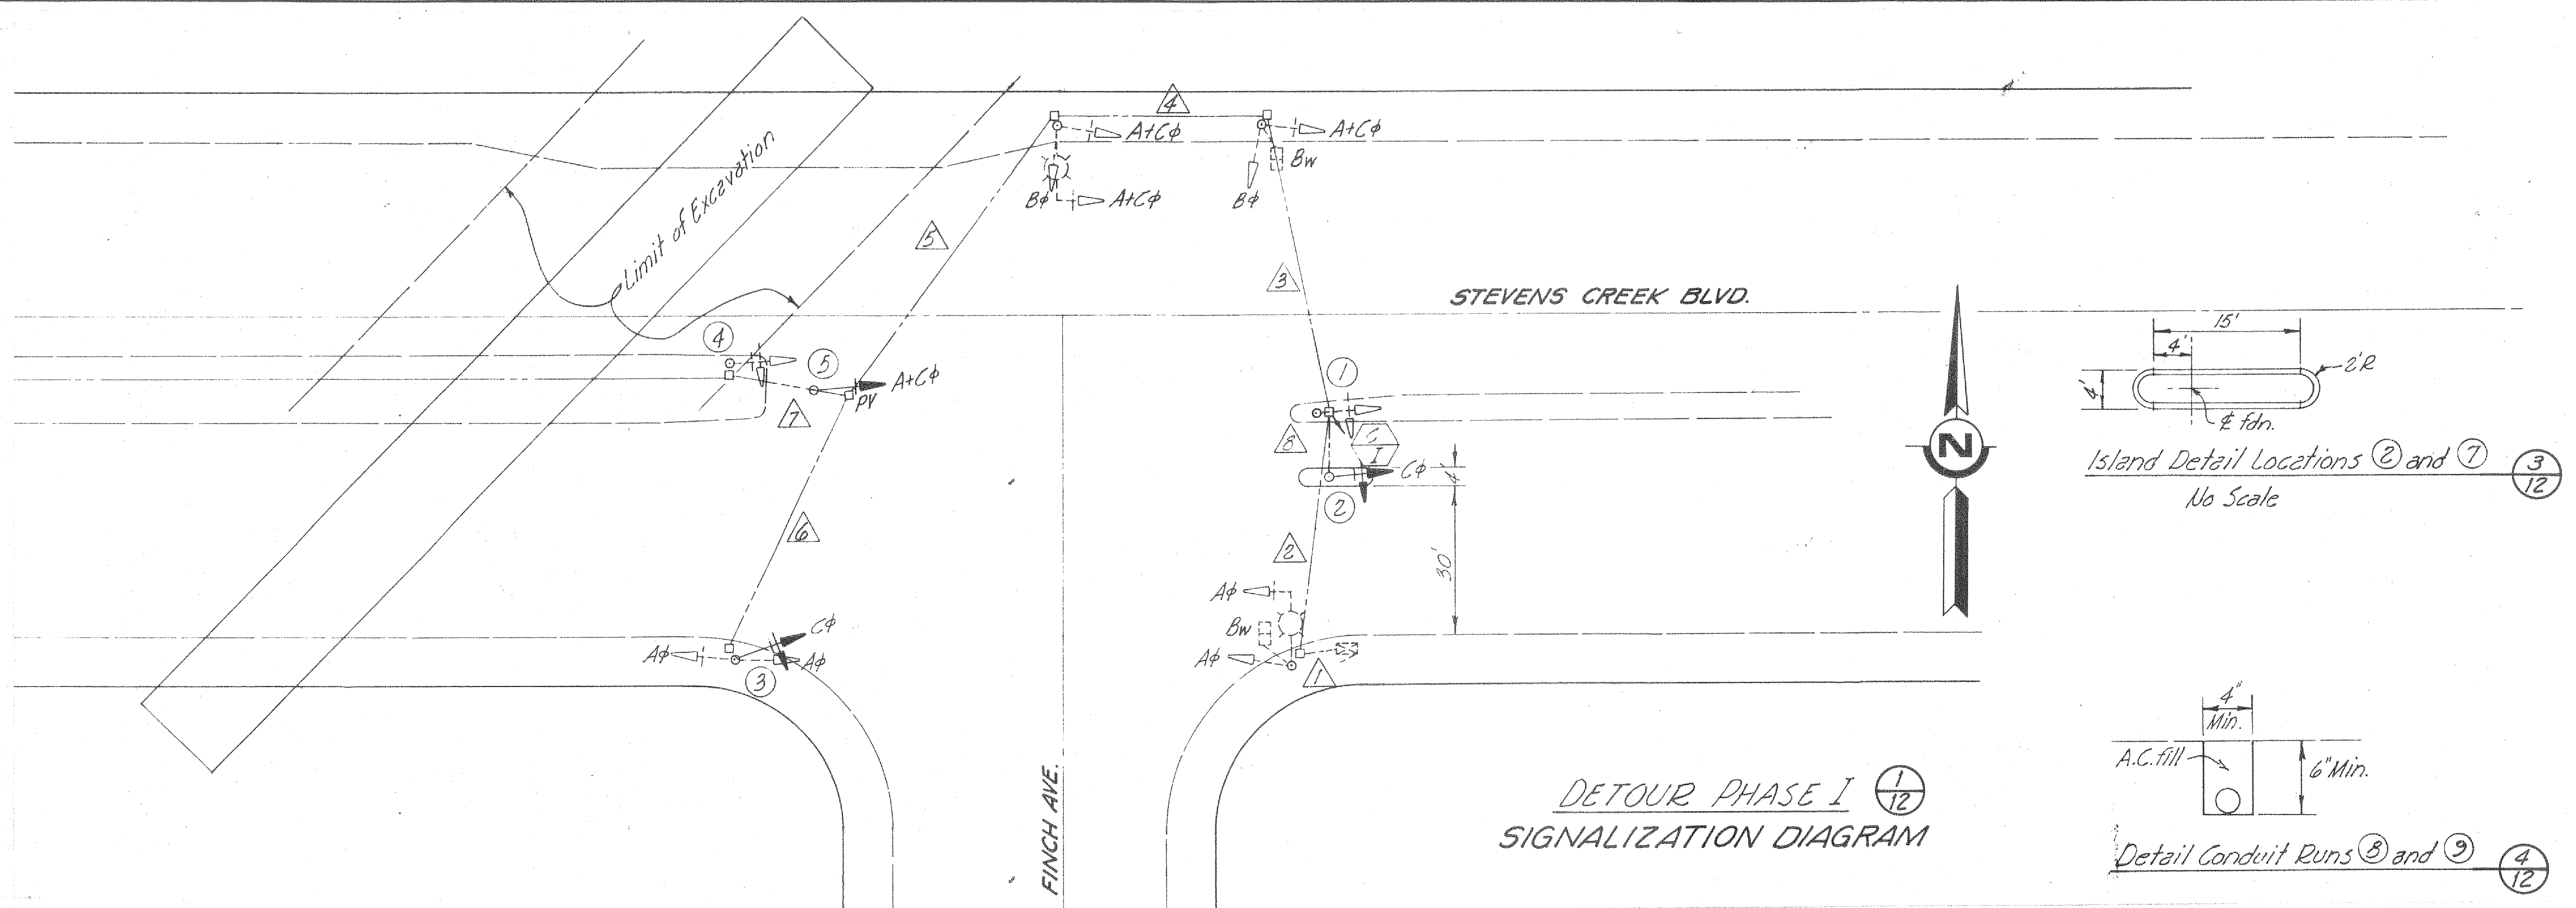 4
A+Cϕ
A+Cϕ
Bw
Bϕ
A+Cϕ
Bϕ
Limit of Excavation
5
3
STEVENS CREEK BLVD.
15'
4'
2'R
4'
₵ fdn.
Island Detail Locations ② and ⑦
3
12
No Scale
N
4
5
A+Cϕ
PV
7
1
8
C
I
Cϕ
4'
2
30'
6
2
Aϕ
Bw
Aϕ
1
Cϕ
Aϕ
Aϕ
3
FINCH AVE.
DETOUR PHASE I
1
12
SIGNALIZATION DIAGRAM
4"
Min.
A.C. fill
6" Min.
Detail Conduit Runs ⑧ and ⑨
4
12